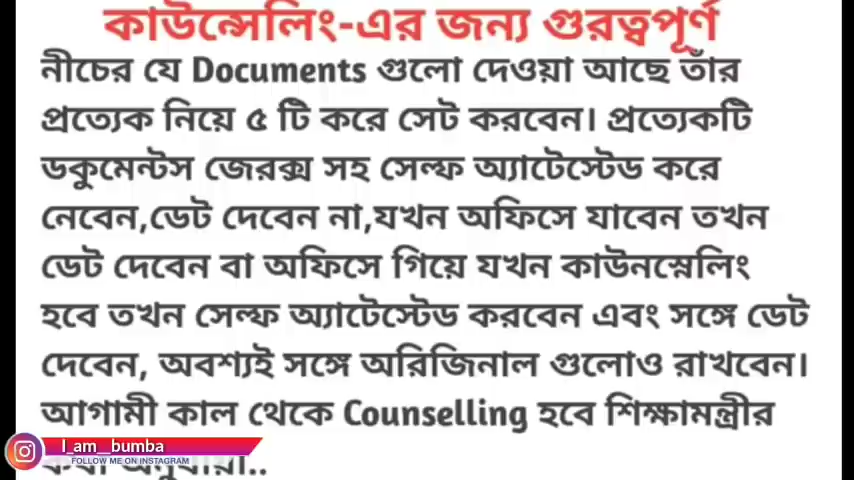 কাউন্সেলিং-এর জন্য গুরত্বপূর্ণ
নীচের যে Documents গুলো দেওয়া আছে তাঁর
প্রত্যেক নিয়ে ৫ টি করে সেট করবেন। প্রত্যেকটি
ডকুমেন্টস জেরক্স সহ সেল্ফ অ্যাটেস্টেড করে
নেবেন,ডেট দেবেন না,যখন অফিসে যাবেন তখন
ডেট দেবেন বা অফিসে গিয়ে যখন কাউনস্নেলিং
হবে তখন সেল্ফ অ্যাটেস্টেড করবেন এবং সঙ্গে ডেট
দেবেন, অবশ্যই সঙ্গে অরিজিনাল গুলোও রাখবেন।
আগামী কাল থেকে Counselling হবে শিক্ষামন্ত্রীর
I_am__bumba
FOLLOW ME ON INSTAGRAM